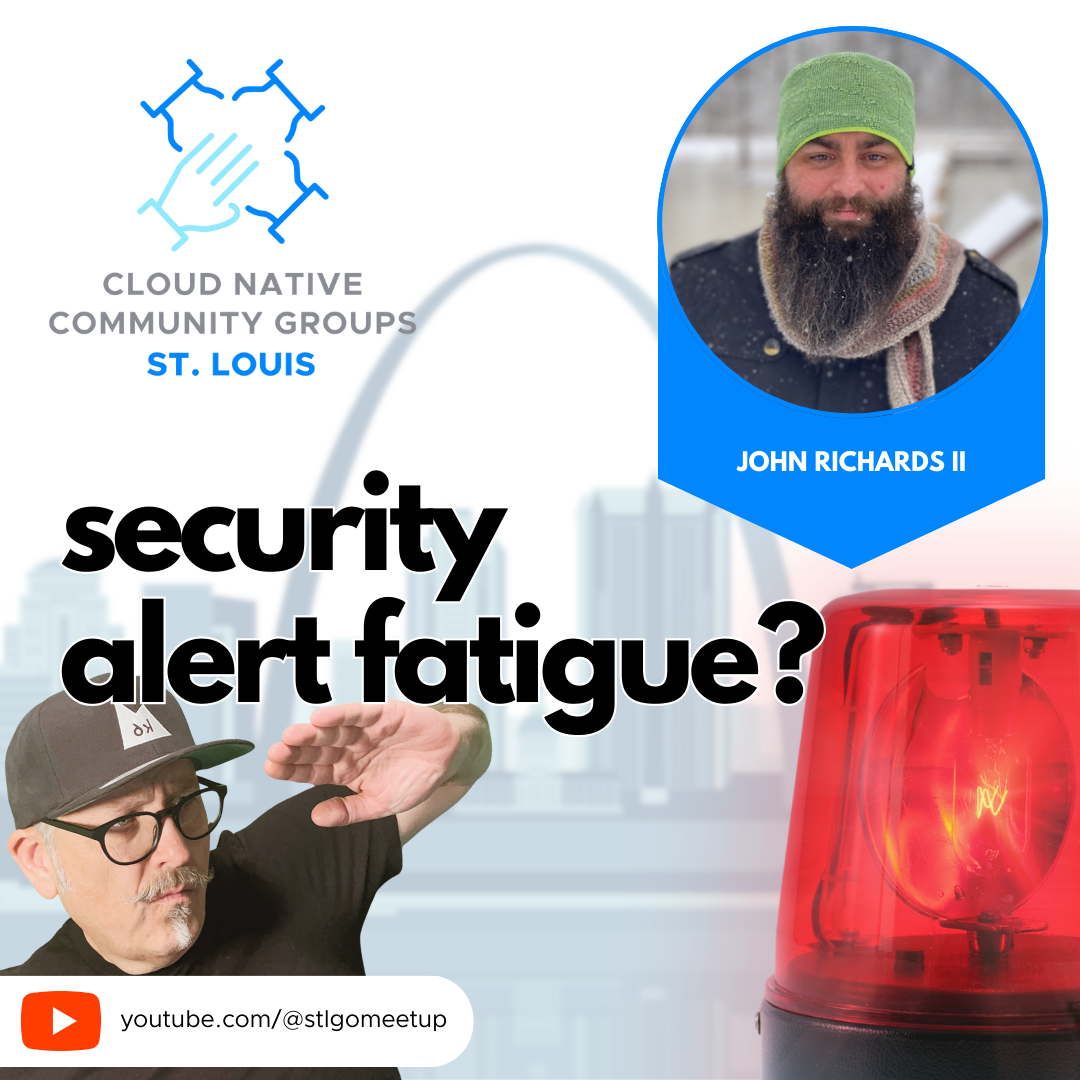 CLOUD NATIVE
COMMUNITY GROUPS
ST. LOUIS
JOHN RICHARDS II
security
alert fatigue?
youtube.com/@stlgomeetup